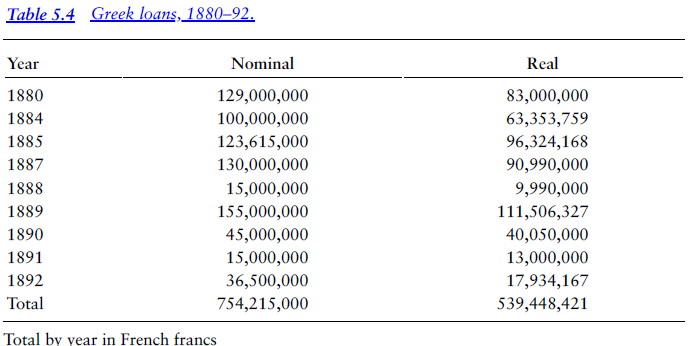 Table 5.4 Greek loans, 1880–92.
Year Nominal Real
1880 129,000,000 83,000,000
1884 100,000,000 63,353,759
1885 123,615,000 96,324,168
1887 130,000,000 90,990,000
1888 15,000,000 9,990,000
1889 155,000,000 111,506,327
1890 45,000,000 40,050,000
1891 15,000,000 13,000,000
1892 36,500,000 17,934,167
Total 754,215,000 539,448,421
Total by year in French francs